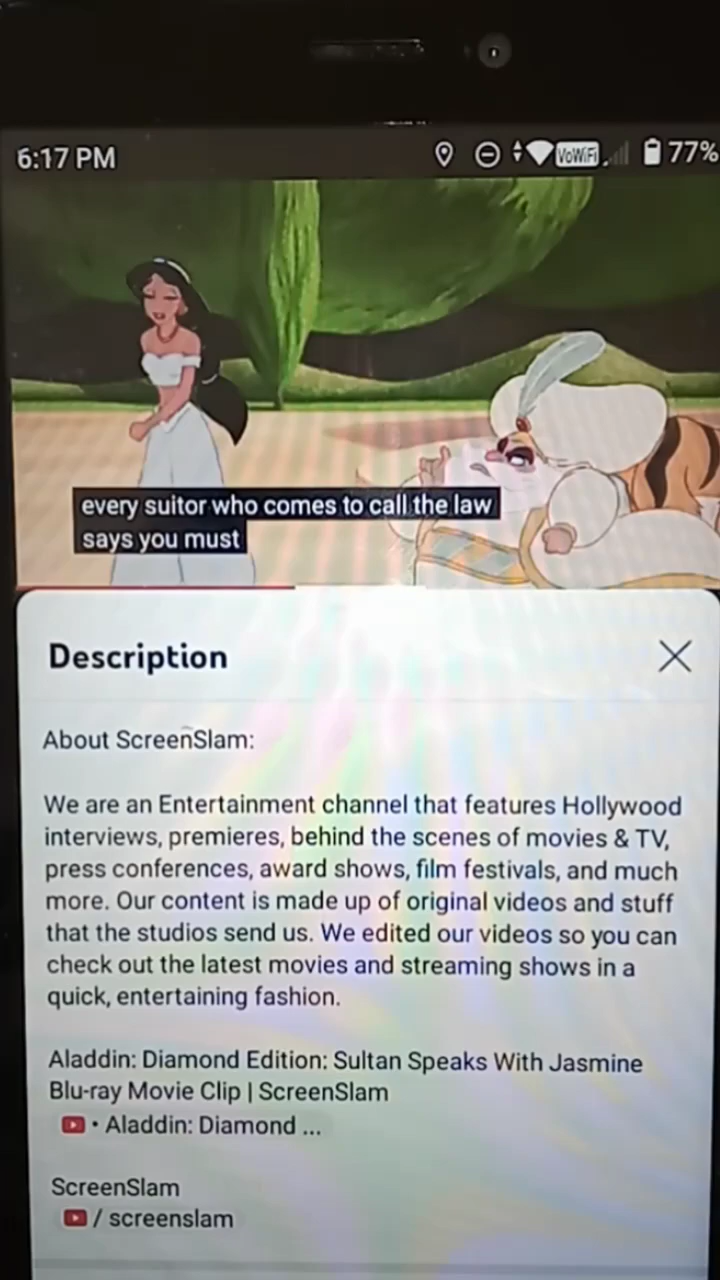 6:17 PM
VoWiFi
77%
every suitor who comes to call the law
says you must
Description
About ScreenSlam:
We are an Entertainment channel that features Hollywood
interviews, premieres, behind the scenes of movies & TV,
press conferences, award shows, film festivals, and much
more. Our content is made up of original videos and stuff
that the studios send us. We edited our videos so you can
check out the latest movies and streaming shows in a
quick, entertaining fashion.
Aladdin: Diamond Edition: Sultan Speaks With Jasmine
Blu-ray Movie Clip | ScreenSlam
• Aladdin: Diamond ...
ScreenSlam
/ screenslam